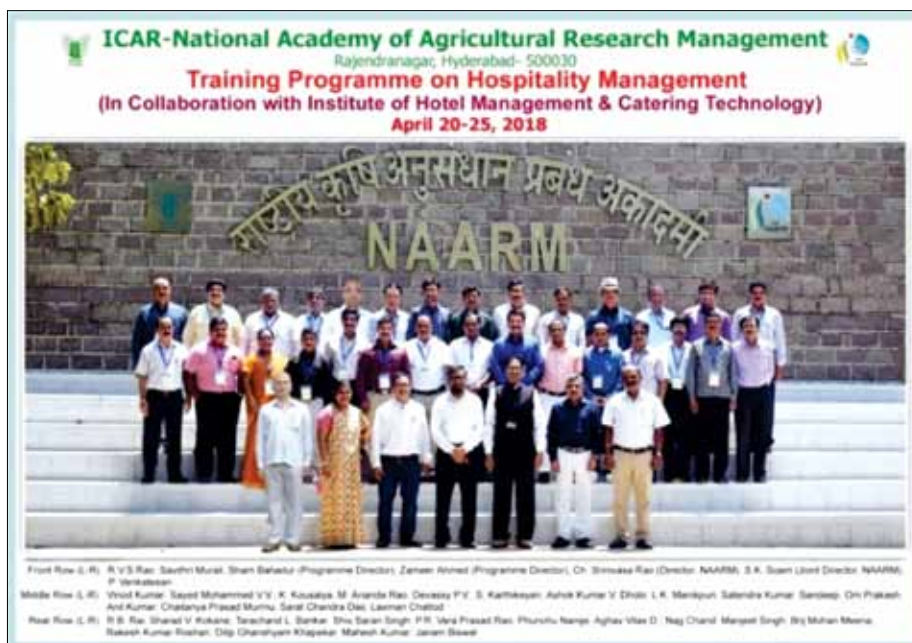 ICAR-National Academy of Agricultural Research Management
Rajendranagar, Hyderabad- 500030
Training Programme on Hospitality Management
(In Collaboration with Institute of Hotel Management & Catering Technology)
April 20-25, 2018
राष्ट्रीय कृषि अनुसंधान प्रबंध अकादमी
NAARM
Front Row (L-R) R.V.S Rao, Savithri Murali, Sham Bahadur (Programme Director), Zameer Ahmed (Programme Director), Ch. Srinivasa Rao (Director, NAARM), S.K. Soam (Joint Director, NAARM)
P. Venkatesan
Middle Row (L-R) Vinod Kumar, Sayed Mohammed V.V., K. Kousalya, M. Ananda Rao, Devassy P.V., S. Karthikeyan, Ashok Kumar V. Dhobi, L.K. Manikpuri, Satendra Kumar, Sandeep, Om Prakash
Anit Kumar, Chaitanya Prasad Murmu, Sarat Chandra Das, Laxman
Rear Row (L-R) R.B. Rai, Sharad V. Kokane, Tarachand L. Bankar, Shiv Saran Singh, P.R. Vera Prasad Rao, Phunchu Namje, Aghav Vilas D., Nag Chand, Manjeet Singh, Brij Mohan Meena
Rakesh Kumar Roshan, Dilip Ghanshyam Khapekar, Mahesh Kumar, Janam Biswal